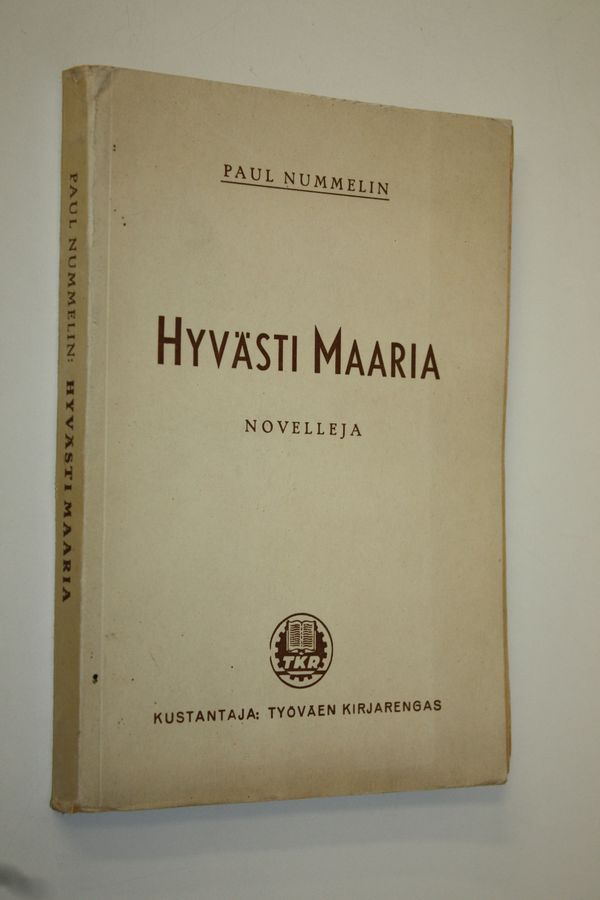 PAUL NUMMELIN
HYVÄSTI MAARIA
NOVELLEJA
TKR
KUSTANTAJA: TYÖVÄEN KIRJARENGAS
PAUL NUMMELIN: HYVÄSTI MAARIA